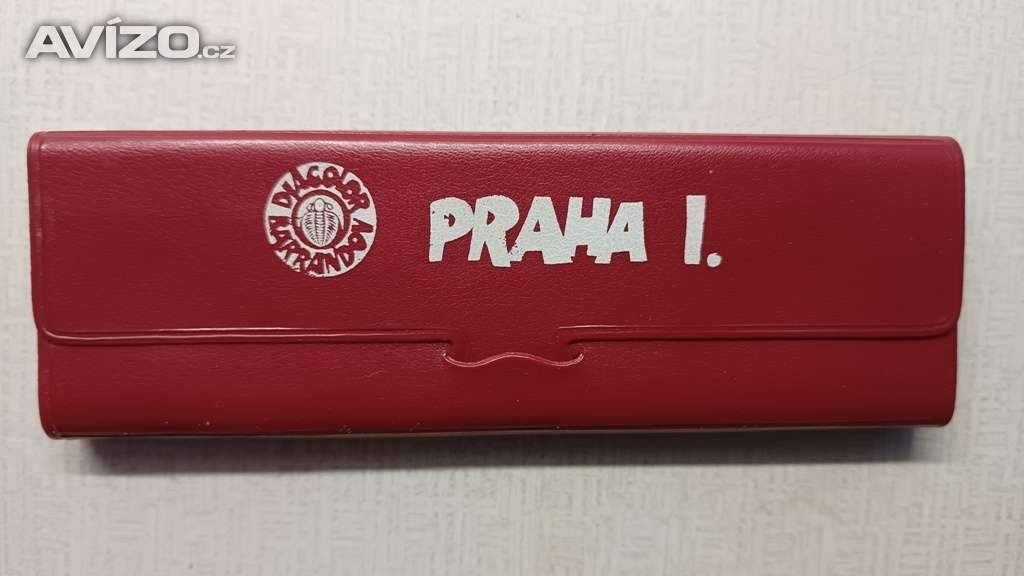 AVÍZO.cz
DIACOLOR
BARRANDOV
PRAHA I.